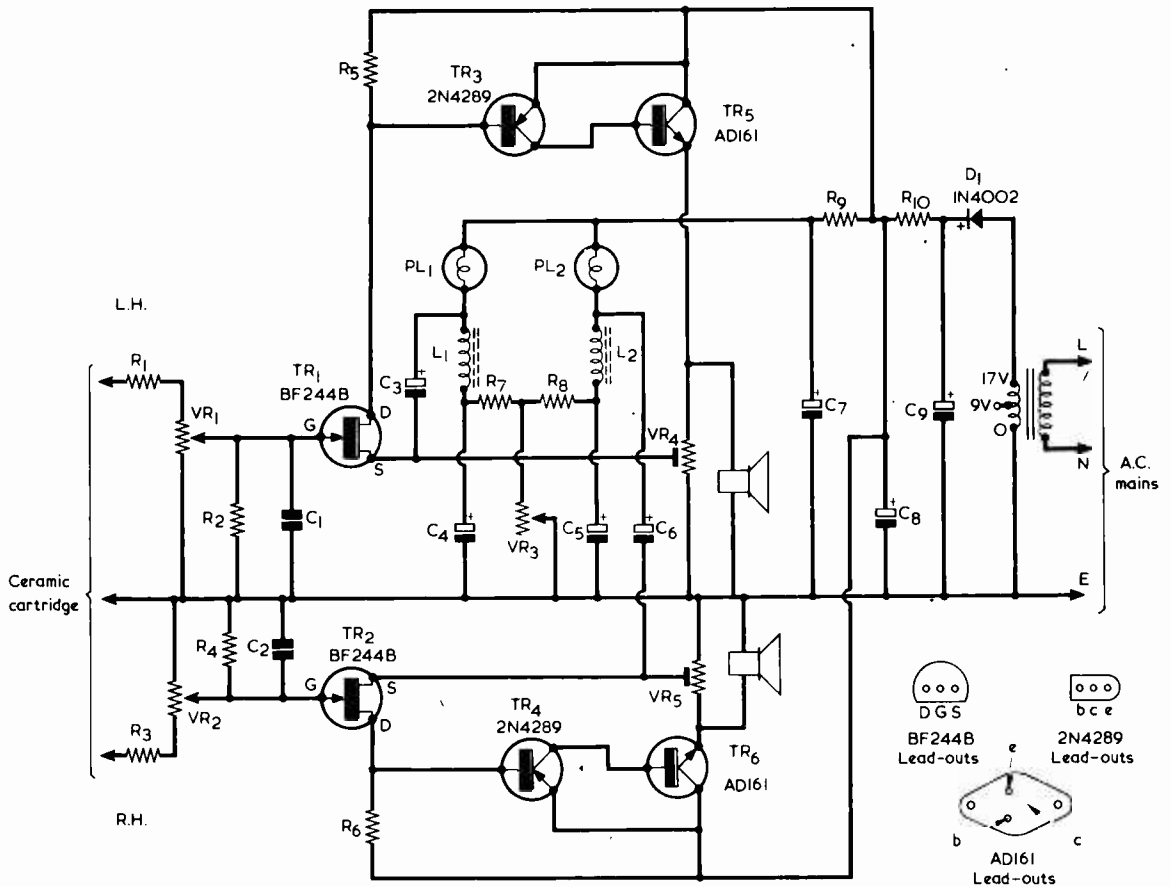 R5
TR3
2N4289
TR5
AD161
D1
1N4002
R9
R10
+
PL1
PL2
L.H.
R1
VR1
TR1
BF244B
G
D
S
C3
+
L1
L2
R7
R8
VR4
C7
+
C9
+
17V
9V
O
L
N
A.C.
mains
R2
C1
C4
+
VR3
C5
+
C6
+
C8
+
Ceramic
cartridge
E
R4
C2
TR2
BF244B
G
S
D
VR2
R3
VR5
TR4
2N4289
TR6
AD161
R.H.
R6
D G S
BF244B
Lead-outs
b c e
2N4289
Lead-outs
e
b
c
AD161
Lead-outs